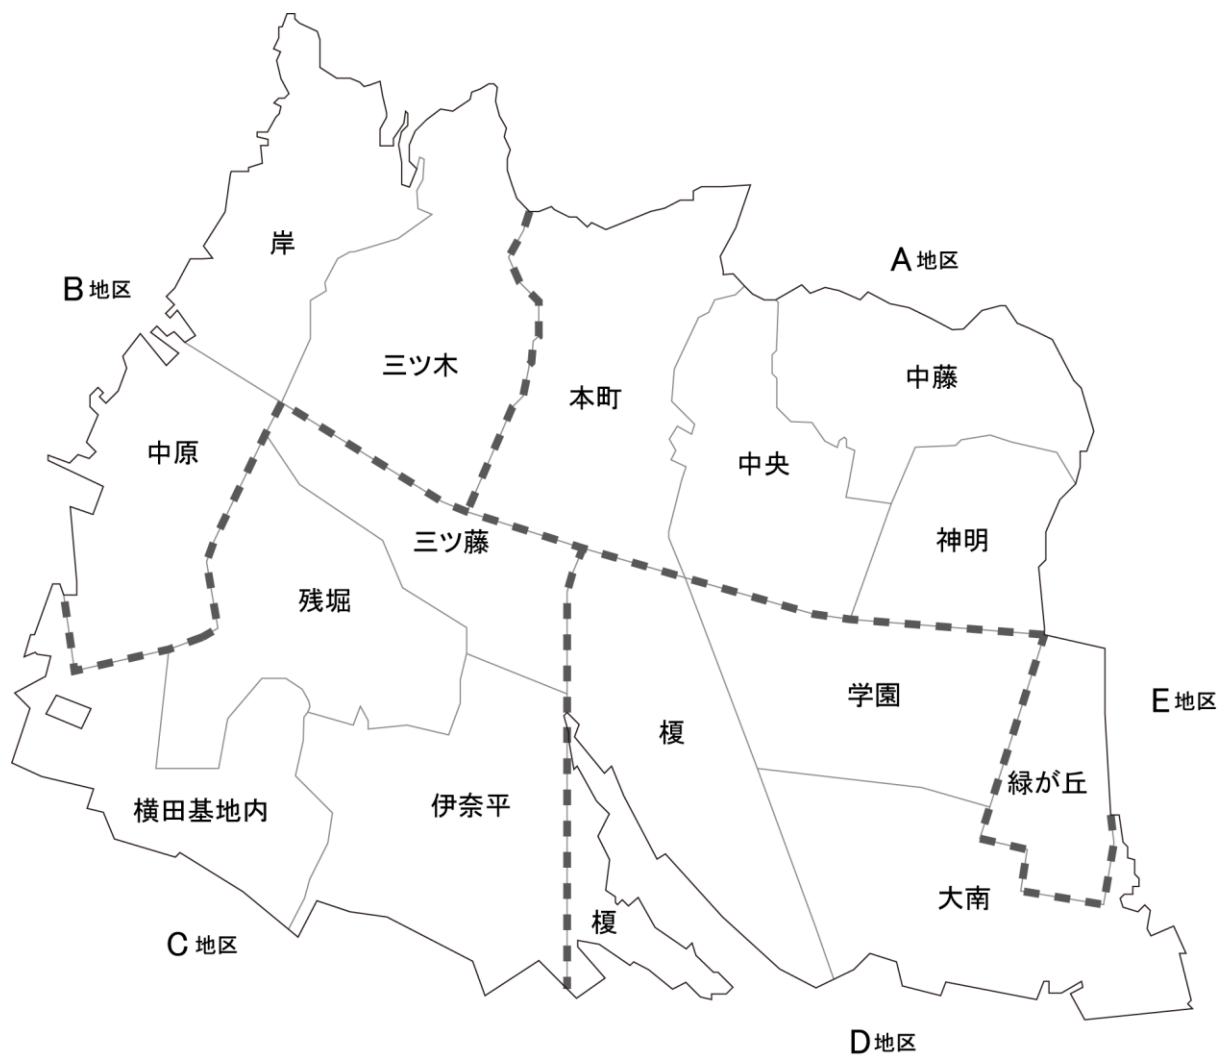 岸
A地区
B地区
三ツ木
中藤
本町
中原
中央
三ツ藤
神明
残堀
学園
E地区
榎
緑が丘
横田基地内
伊奈平
大南
榎
C地区
D地区